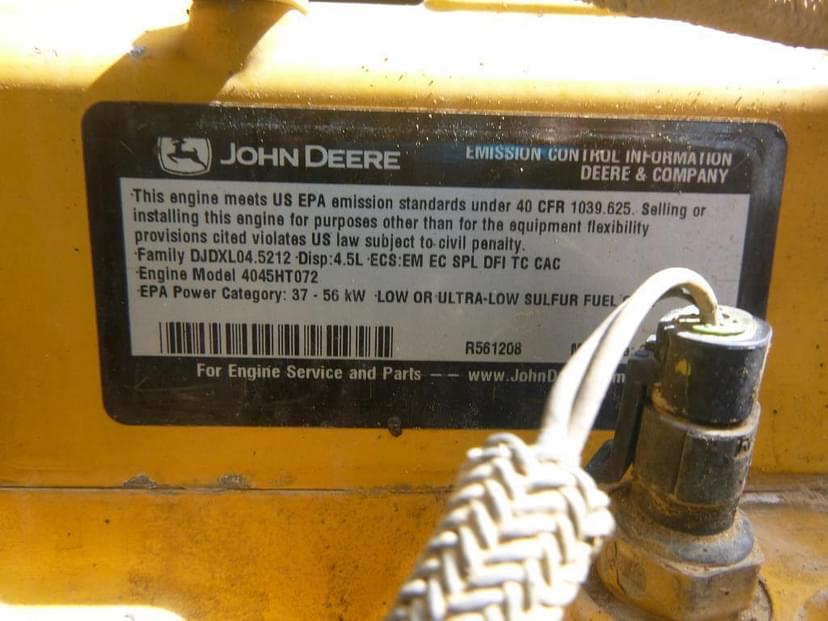 JOHN DEERE
EMISSION CONTROL INFORMATION
DEERE & COMPANY
·This engine meets US EPA emission standards under 40 CFR 1039.625. Selling or
installing this engine for purposes other than for the equipment flexibility
provisions cited violates US law subject to civil penalty.
·Family DJDXL04.5212 ·Disp:4.5L ·ECS:EM EC SPL DFI TC CAC
·Engine Model 4045HT072
·EPA Power Category: 37 - 56 kW ·LOW OR ULTRA-LOW SULFUR FUEL
R561208
For Engine Service and Parts -- www.JohnD